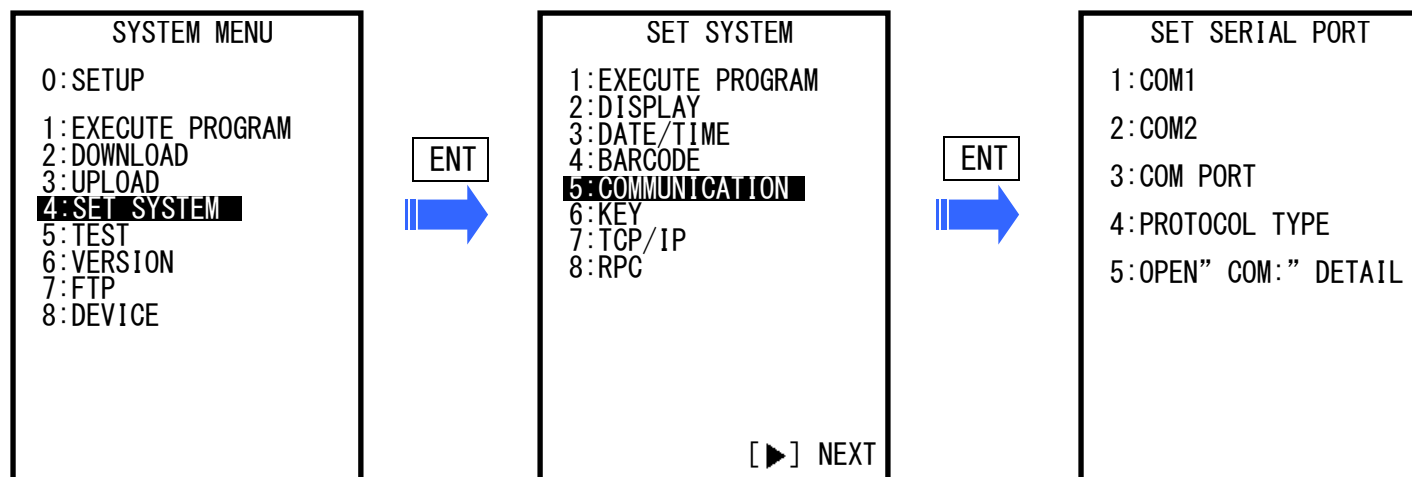 SYSTEM MENU
0:SETUP
1:EXECUTE PROGRAM
2:DOWNLOAD
3:UPLOAD
4:SET SYSTEM
5:TEST
6:VERSION
7:FTP
8:DEVICE
ENT
SET SYSTEM
1:EXECUTE PROGRAM
2:DISPLAY
3:DATE/TIME
4:BARCODE
5:COMMUNICATION
6:KEY
7:TCP/IP
8:RPC
[▶] NEXT
ENT
SET SERIAL PORT
1:COM1
2:COM2
3:COM PORT
4:PROTOCOL TYPE
5:OPEN” COM:” DETAIL